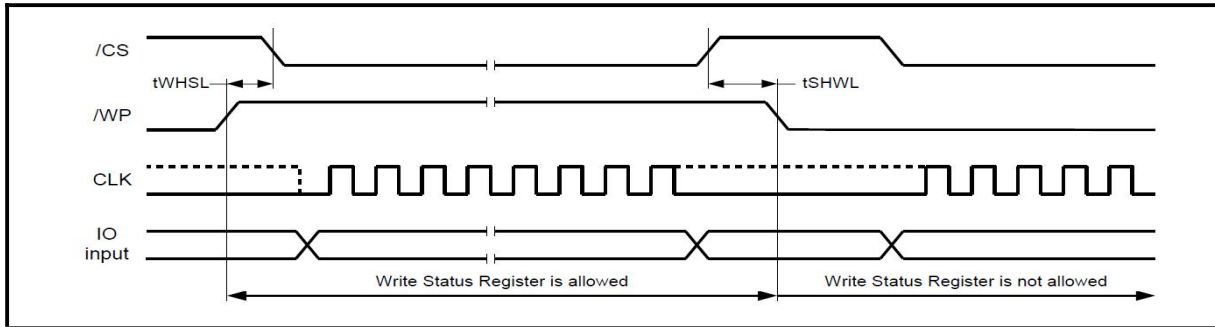 /CS
tWHSL
tSHWL
/WP
CLK
IO
input
Write Status Register is allowed
Write Status Register is not allowed